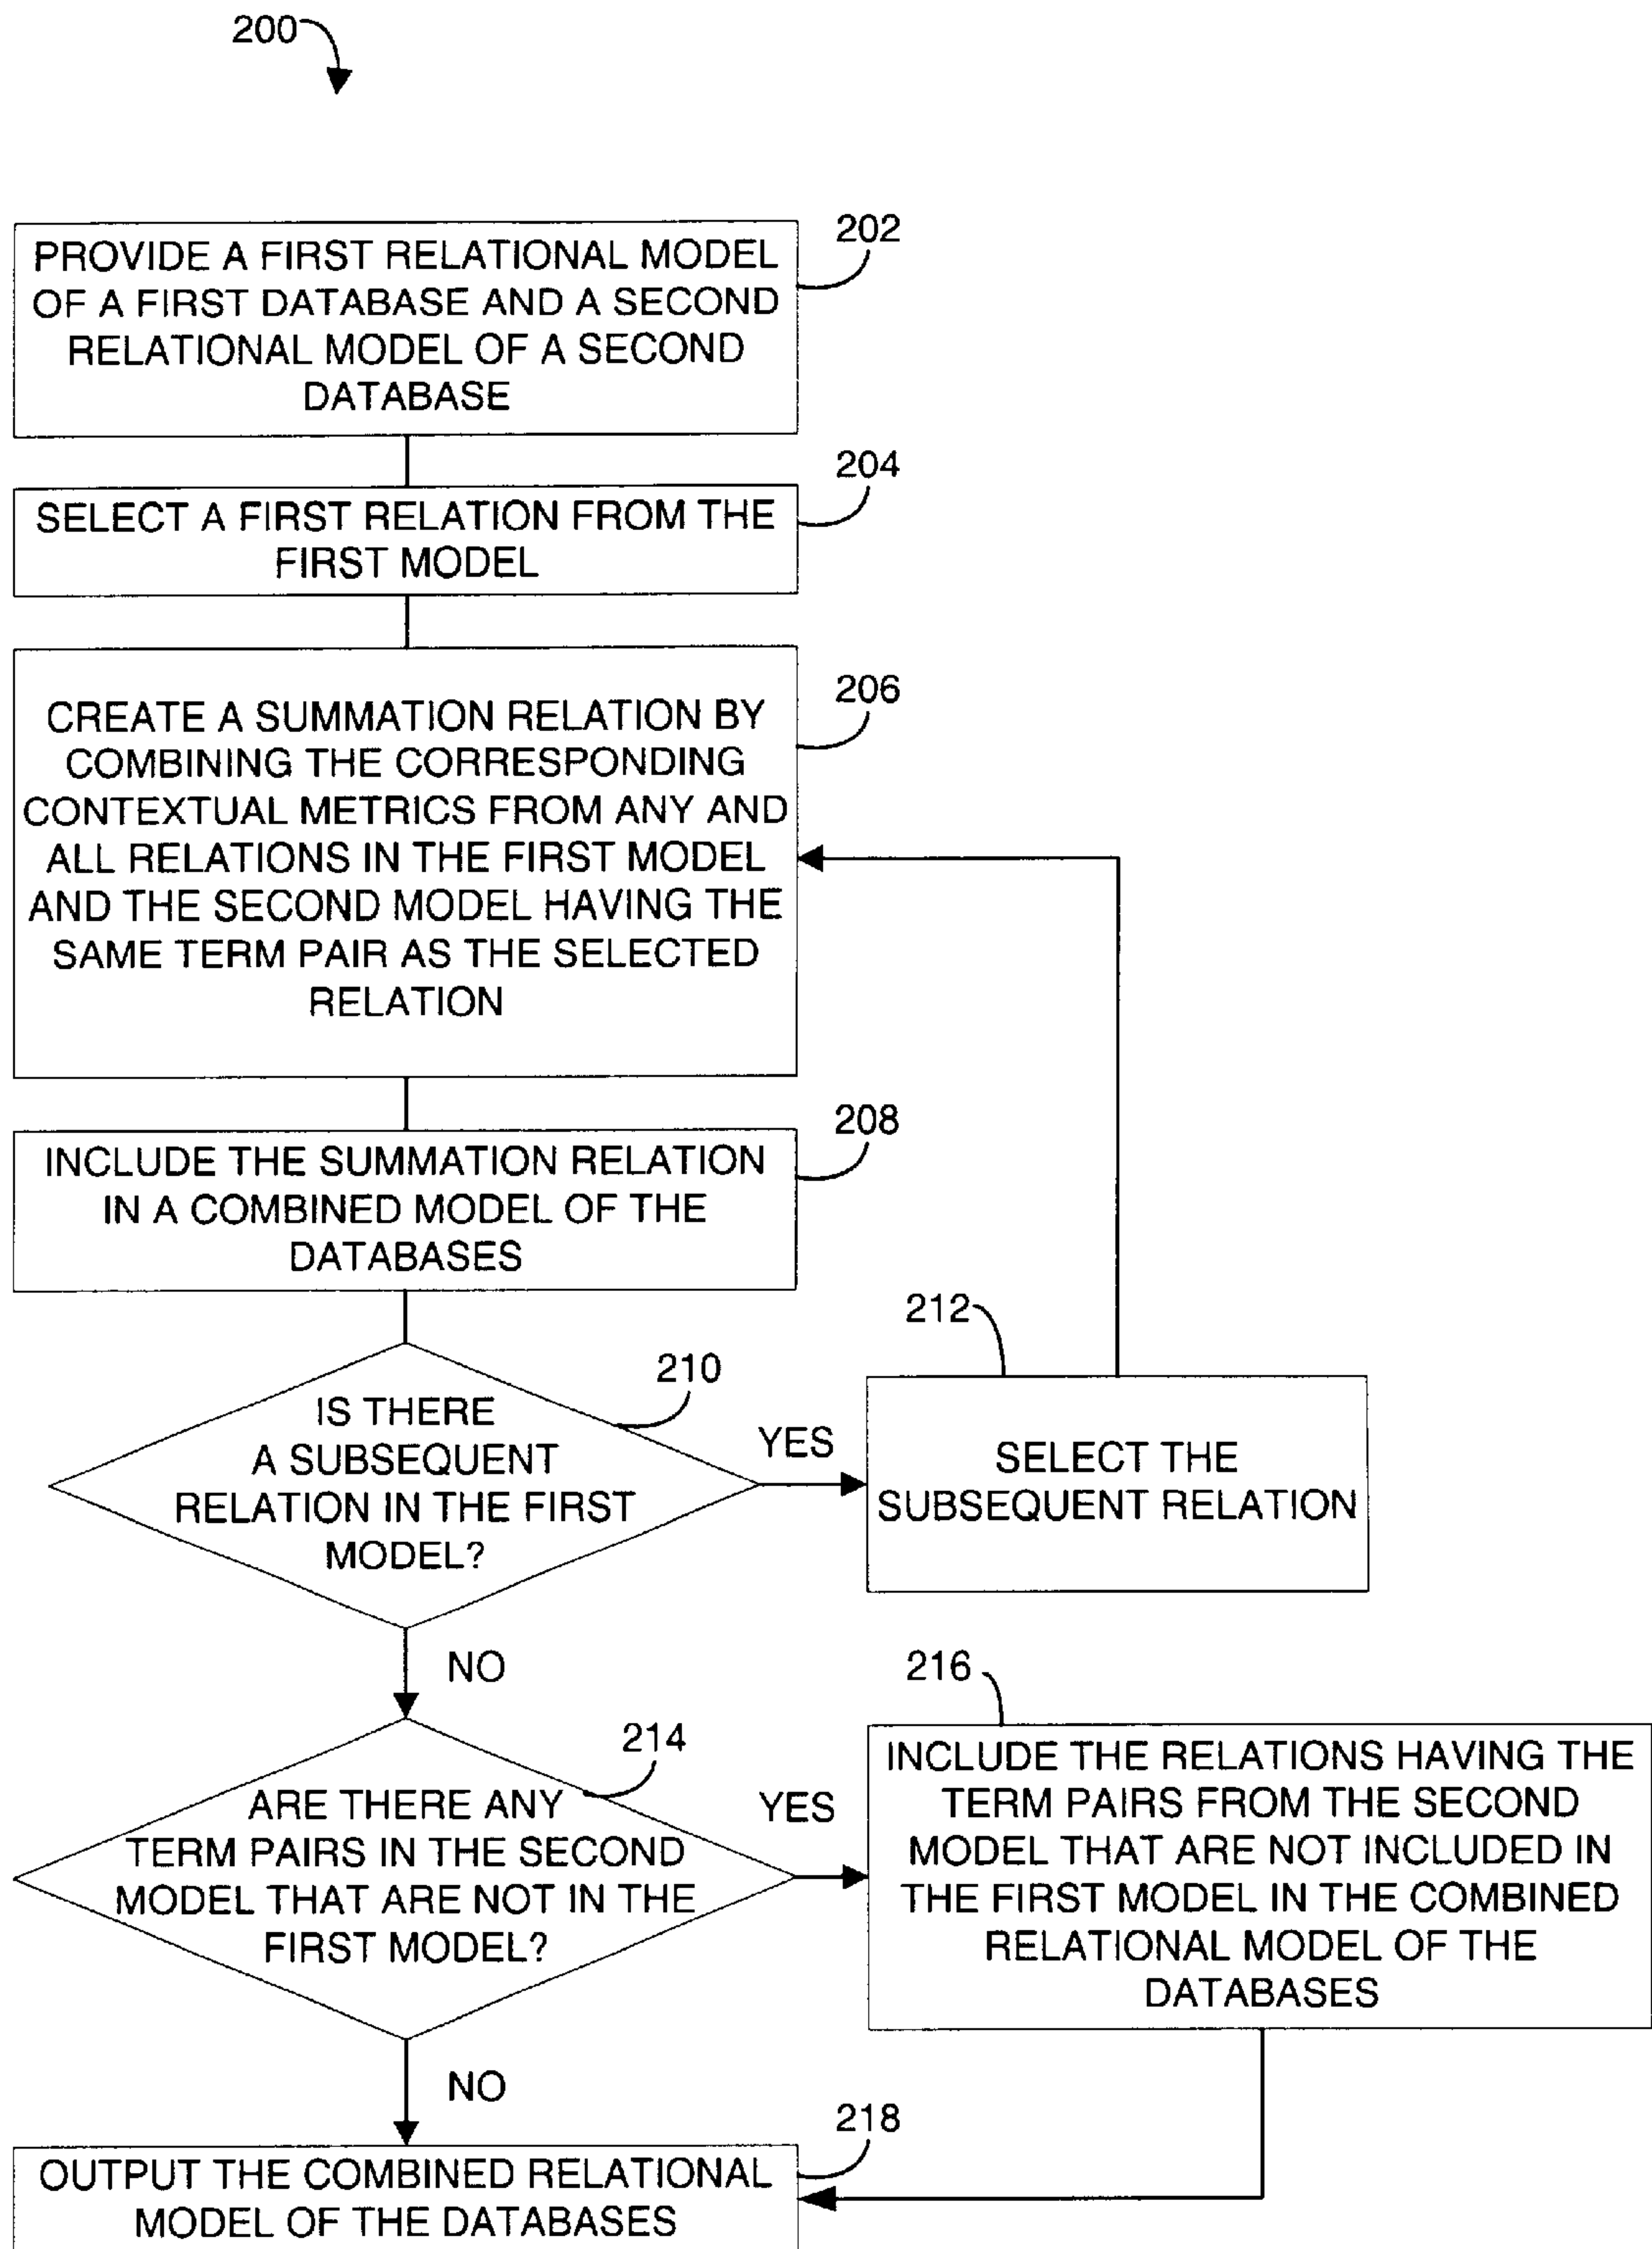 200
202
PROVIDE A FIRST RELATIONAL MODEL
OF A FIRST DATABASE AND A SECOND
RELATIONAL MODEL OF A SECOND
DATABASE
204
SELECT A FIRST RELATION FROM THE
FIRST MODEL
206
CREATE A SUMMATION RELATION BY
COMBINING THE CORRESPONDING
CONTEXTUAL METRICS FROM ANY AND
ALL RELATIONS IN THE FIRST MODEL
AND THE SECOND MODEL HAVING THE
SAME TERM PAIR AS THE SELECTED
RELATION
208
INCLUDE THE SUMMATION RELATION
IN A COMBINED MODEL OF THE
DATABASES
210
IS THERE
A SUBSEQUENT
RELATION IN THE FIRST
MODEL?
YES
212
SELECT THE
SUBSEQUENT RELATION
NO
214
ARE THERE ANY
TERM PAIRS IN THE SECOND
MODEL THAT ARE NOT IN THE
FIRST MODEL?
YES
216
INCLUDE THE RELATIONS HAVING THE
TERM PAIRS FROM THE SECOND
MODEL THAT ARE NOT INCLUDED IN
THE FIRST MODEL IN THE COMBINED
RELATIONAL MODEL OF THE
DATABASES
NO
218
OUTPUT THE COMBINED RELATIONAL
MODEL OF THE DATABASES